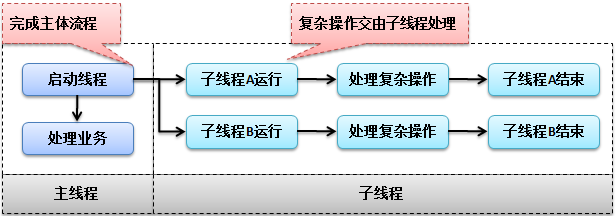 完成主体流程
复杂操作交由子线程处理
启动线程
子线程A运行
处理复杂操作
子线程A结束
处理业务
子线程B运行
处理复杂操作
子线程B结束
主线程
子线程